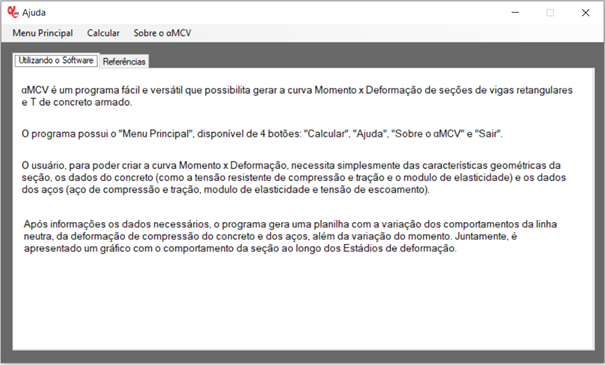 Ajuda
Menu Principal Calcular Sobre o αMCV
Utilizando o Software Referências
αMCV é um programa fácil e versátil que possibilita gerar a curva Momento x Deformação de seções de vigas retangulares
e T de concreto armado.
O programa possui o "Menu Principal", disponível de 4 botões: "Calcular", "Ajuda", "Sobre o αMCV" e "Sair".
O usuário, para poder criar a curva Momento x Deformação, necessita simplesmente das características geométricas da
seção, os dados do concreto (como a tensão resistente de compressão e tração e o modulo de elasticidade) e os dados
dos aços (aço de compressão e tração, modulo de elasticidade e tensão de escoamento).
Após informações os dados necessários, o programa gera uma planilha com a variação dos comportamentos da linha
neutra, da deformação de compressão do concreto e dos aços, além da variação do momento. Juntamente, é
apresentado um gráfico com o comportamento da seção ao longo dos Estádios de deformação.